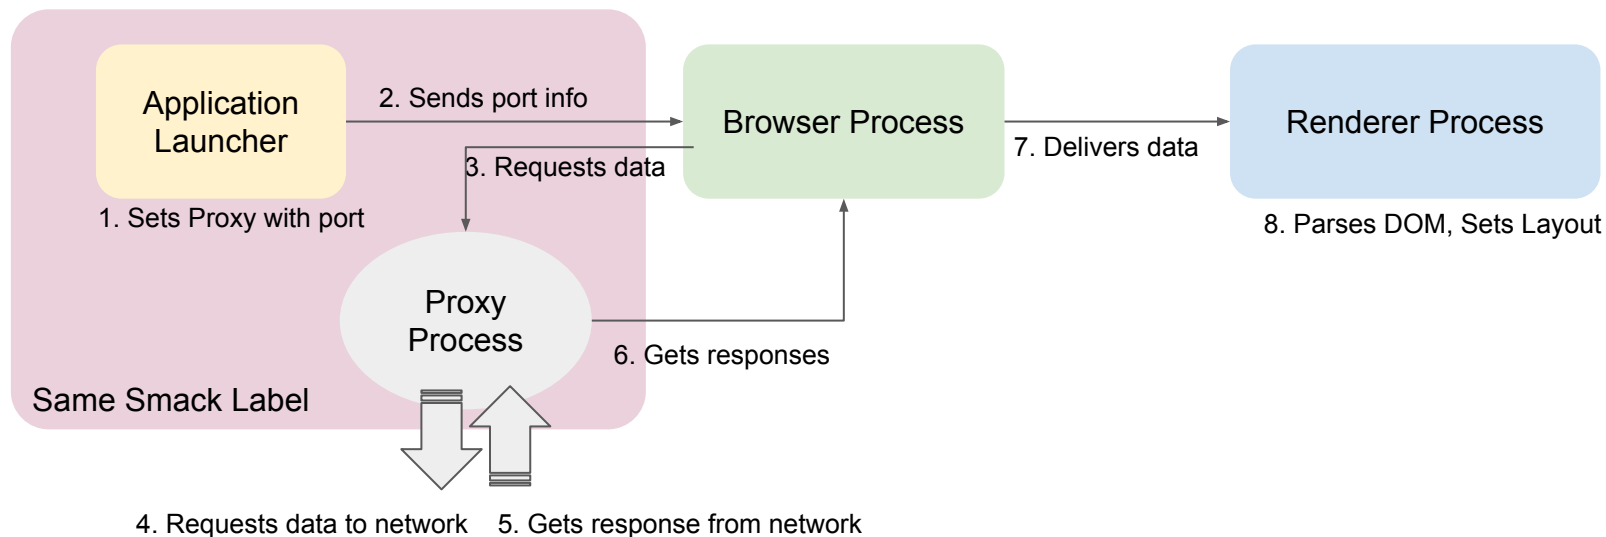 Application
Launcher
2. Sends port info
Browser Process
Renderer Process
3. Requests data
7. Delivers data
1. Sets Proxy with port
8. Parses DOM, Sets Layout
Proxy
Process
6. Gets responses
Same Smack Label
4. Requests data to network
5. Gets response from network